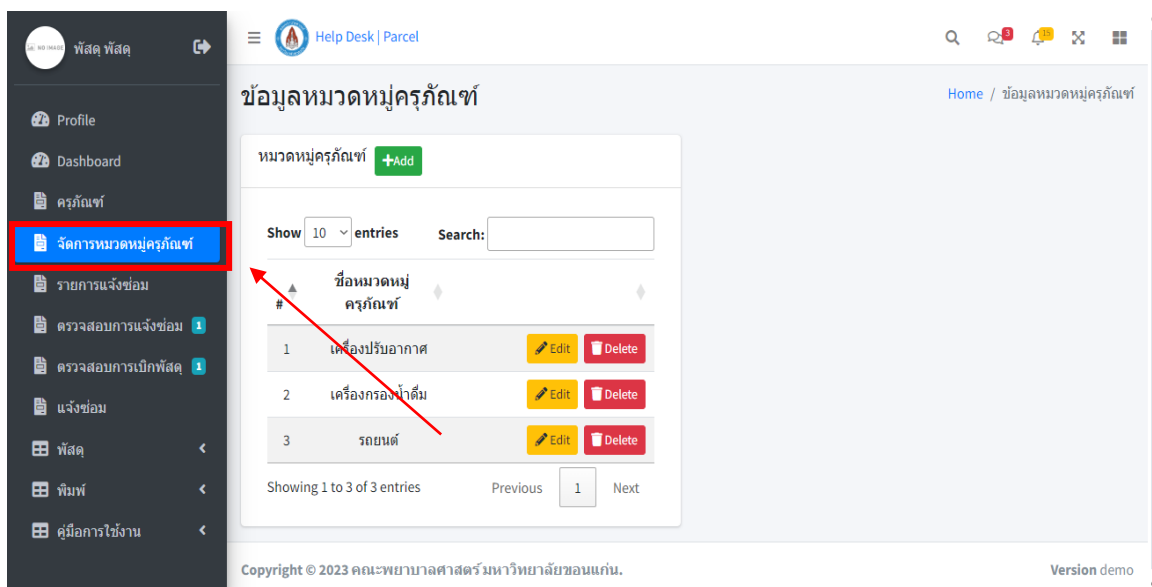 NO IMAGE
พัสดุ พัสดุ
Help Desk | Parcel
3
15
Profile
Dashboard
ครุภัณฑ์
จัดการหมวดหมู่ครุภัณฑ์
รายการแจ้งซ่อม
ตรวจสอบการแจ้งซ่อม 1
ตรวจสอบการเบิกพัสดุ 1
แจ้งซ่อม
พัสดุ
พิมพ์
คู่มือการใช้งาน
ข้อมูลหมวดหมู่ครุภัณฑ์
Home / ข้อมูลหมวดหมู่ครุภัณฑ์
หมวดหมู่ครุภัณฑ์ +Add
Show 10 entries Search:
# ชื่อหมวดหมู่
ครุภัณฑ์
1 เครื่องปรับอากาศ Edit Delete
2 เครื่องกรองน้ำดื่ม Edit Delete
3 รถยนต์ Edit Delete
Showing 1 to 3 of 3 entries Previous 1 Next
Copyright © 2023 คณะพยาบาลศาสตร์ มหาวิทยาลัยขอนแก่น. Version demo